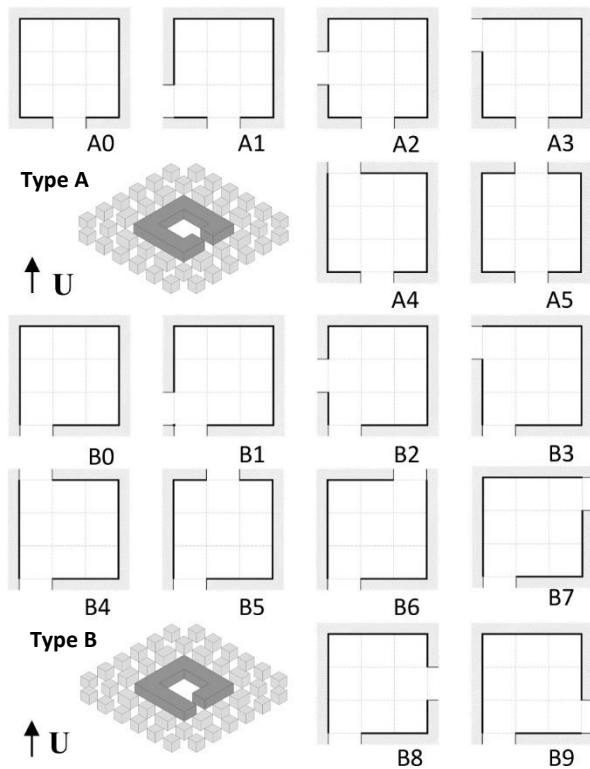 A0 A1 A2 A3
Type A
U
A4 A5
B0 B1 B2 B3
B4 B5 B6 B7
Type B
U
B8 B9